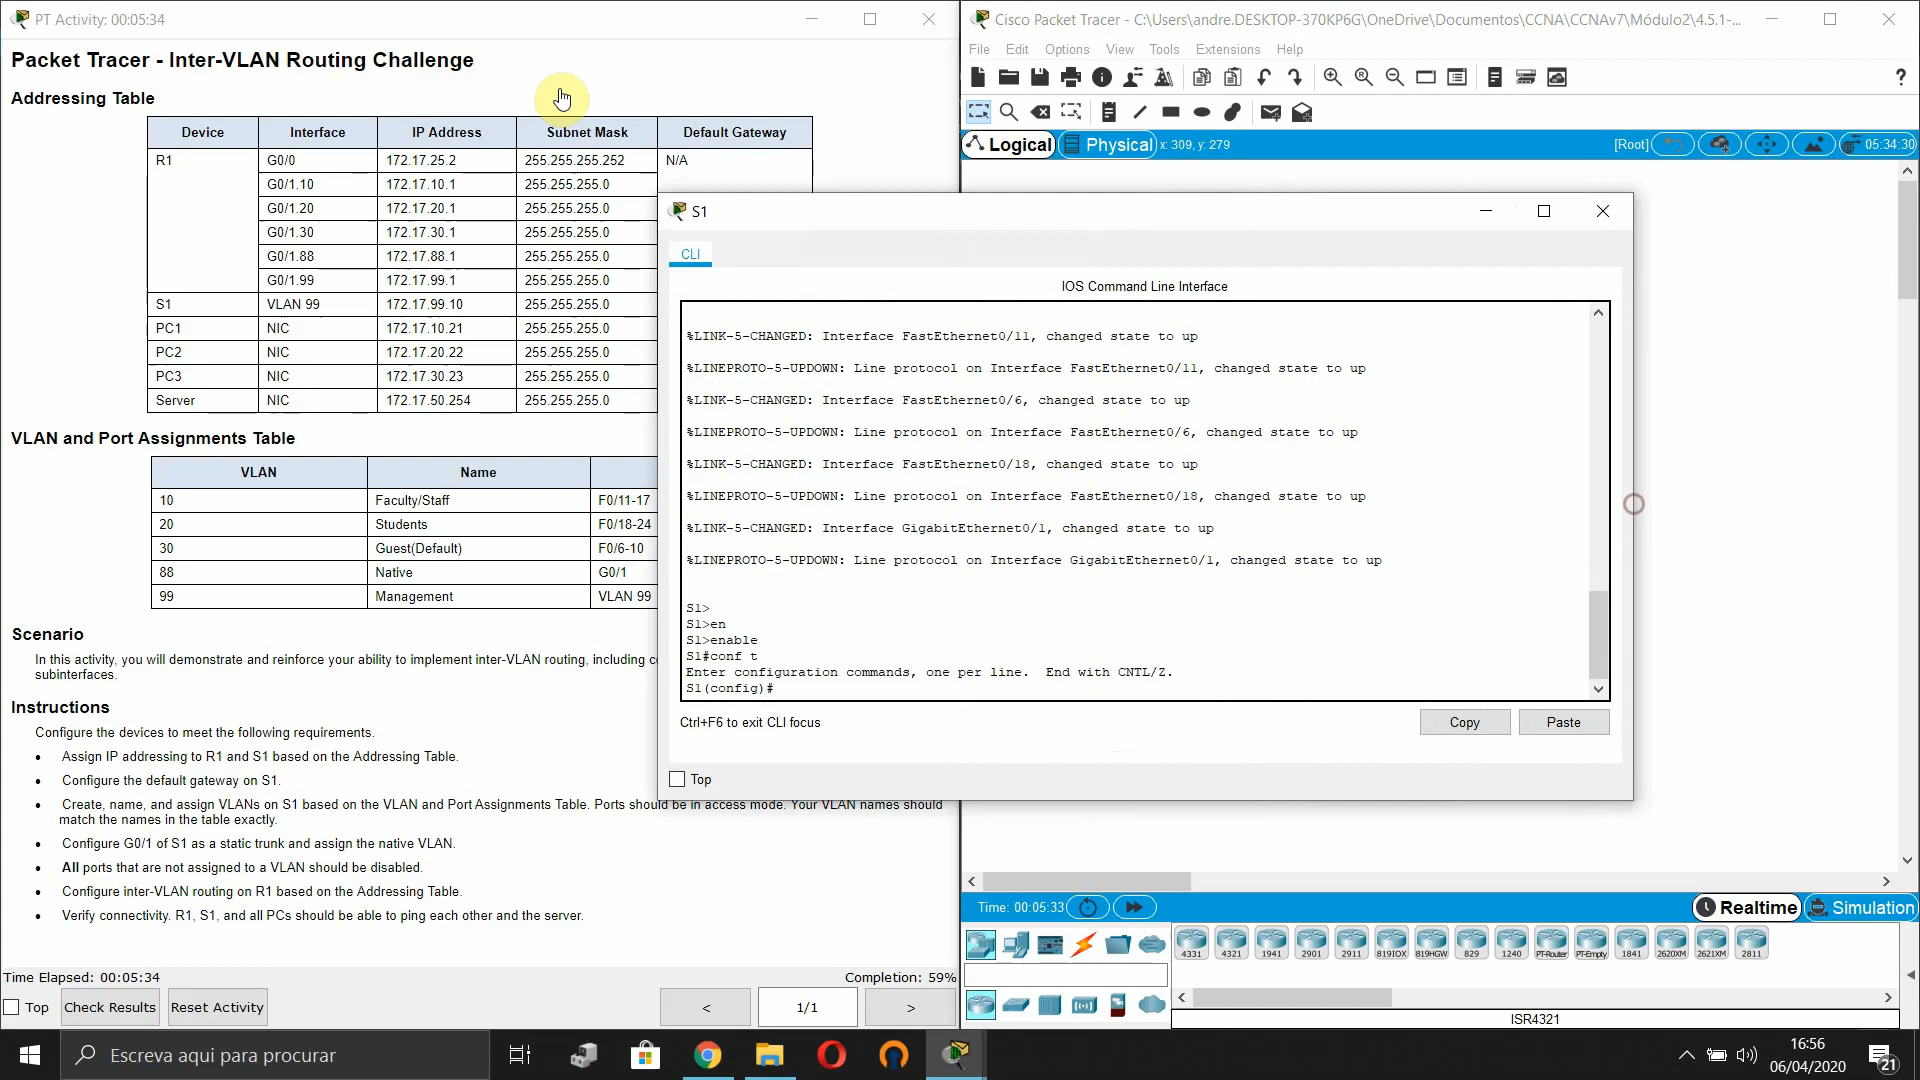 PT Activity: 00:05:34
Packet Tracer - Inter-VLAN Routing Challenge
Addressing Table
Device Interface IP Address Subnet Mask Default Gateway
R1 G0/0 172.17.25.2 255.255.255.252 N/A
G0/1.10 172.17.10.1 255.255.255.0
G0/1.20 172.17.20.1 255.255.255.0
G0/1.30 172.17.30.1 255.255.255.0
G0/1.88 172.17.88.1 255.255.255.0
G0/1.99 172.17.99.1 255.255.255.0
S1 VLAN 99 172.17.99.10 255.255.255.0
PC1 NIC 172.17.10.21 255.255.255.0
PC2 NIC 172.17.20.22 255.255.255.0
PC3 NIC 172.17.30.23 255.255.255.0
Server NIC 172.17.50.254 255.255.255.0
VLAN and Port Assignments Table
VLAN Name
10 Faculty/Staff F0/11-17
20 Students F0/18-24
30 Guest(Default) F0/6-10
88 Native G0/1
99 Management VLAN 99
Scenario
In this activity, you will demonstrate and reinforce your ability to implement inter-VLAN routing, including
subinterfaces.
Instructions
Configure the devices to meet the following requirements.
• Assign IP addressing to R1 and S1 based on the Addressing Table.
• Configure the default gateway on S1.
• Create, name, and assign VLANs on S1 based on the VLAN and Port Assignments Table. Ports should be in access mode. Your VLAN names should
match the names in the table exactly.
• Configure G0/1 of S1 as a static trunk and assign the native VLAN.
• All ports that are not assigned to a VLAN should be disabled.
• Configure inter-VLAN routing on R1 based on the Addressing Table.
• Verify connectivity. R1, S1, and all PCs should be able to ping each other and the server.
Time Elapsed: 00:05:34 Completion: 59%
Top Check Results Reset Activity < 1/1 >
Cisco Packet Tracer - C:\Users\andre.DESKTOP-370KP6G\OneDrive\Documentos\CCNA\CCNAv7\Módulo2\4.5.1-...
File Edit Options View Tools Extensions Help
?
Logical Physical x: 309, y: 279 [Root] 05:34:30
S1
CLI
IOS Command Line Interface
%LINK-5-CHANGED: Interface FastEthernet0/11, changed state to up
%LINEPROTO-5-UPDOWN: Line protocol on Interface FastEthernet0/11, changed state to up
%LINK-5-CHANGED: Interface FastEthernet0/6, changed state to up
%LINEPROTO-5-UPDOWN: Line protocol on Interface FastEthernet0/6, changed state to up
%LINK-5-CHANGED: Interface FastEthernet0/18, changed state to up
%LINEPROTO-5-UPDOWN: Line protocol on Interface FastEthernet0/18, changed state to up
%LINK-5-CHANGED: Interface GigabitEthernet0/1, changed state to up
%LINEPROTO-5-UPDOWN: Line protocol on Interface GigabitEthernet0/1, changed state to up
S1>
S1>en
S1>enable
S1#conf t
Enter configuration commands, one per line. End with CNTL/Z.
S1(config)#
Ctrl+F6 to exit CLI focus Copy Paste
Top
Time: 00:05:33 Realtime Simulation
4331 4321 1941 2901 2911 819IOX 819HGW 829 1240 PT-Router PT-Empty 1841 2620XM 2621XM 2811
ISR4321
Escreva aqui para procurar
16:56
06/04/2020
21